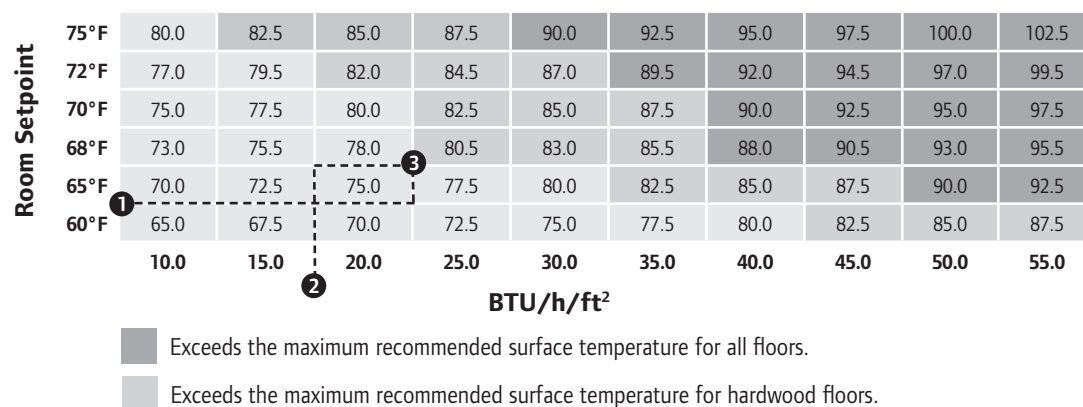 Room Setpoint
75°F 80.0 82.5 85.0 87.5 90.0 92.5 95.0 97.5 100.0 102.5
72°F 77.0 79.5 82.0 84.5 87.0 89.5 92.0 94.5 97.0 99.5
70°F 75.0 77.5 80.0 82.5 85.0 87.5 90.0 92.5 95.0 97.5
68°F 73.0 75.5 78.0 80.5 83.0 85.5 88.0 90.5 93.0 95.5
3
65°F 70.0 72.5 75.0 77.5 80.0 82.5 85.0 87.5 90.0 92.5
1
60°F 65.0 67.5 70.0 72.5 75.0 77.5 80.0 82.5 85.0 87.5
10.0 15.0 20.0 25.0 30.0 35.0 40.0 45.0 50.0 55.0
2
BTU/h/ft²
Exceeds the maximum recommended surface temperature for all floors.
Exceeds the maximum recommended surface temperature for hardwood floors.